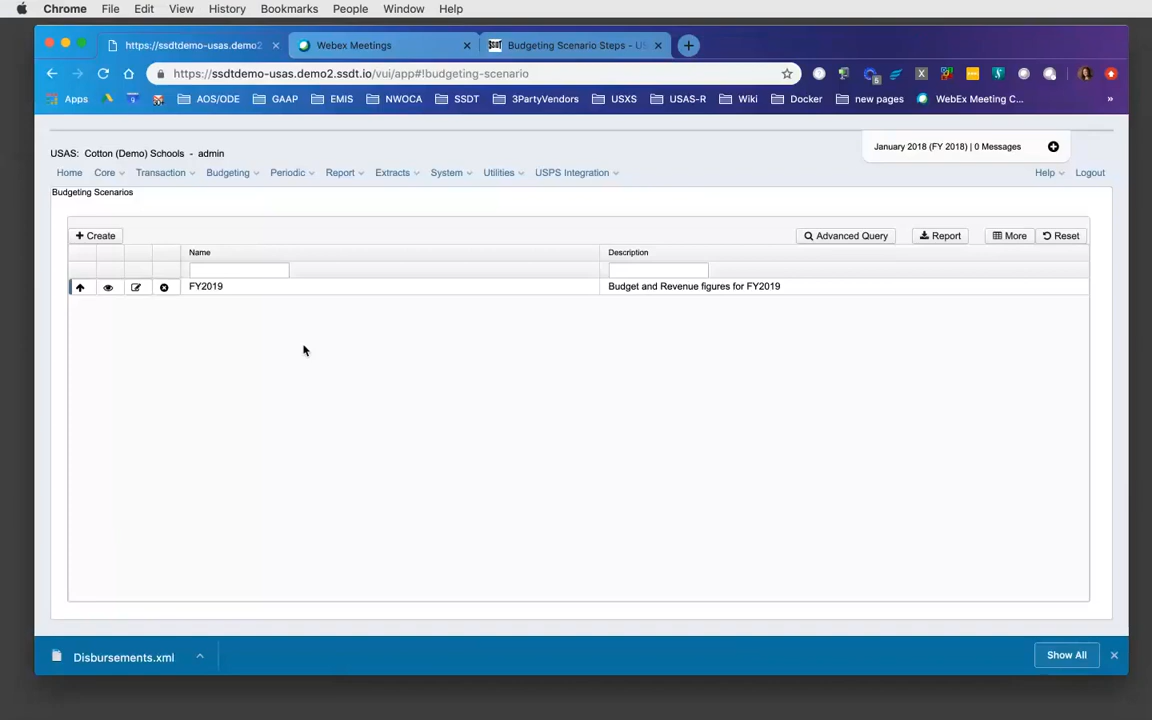 Chrome File Edit View History Bookmarks People Window Help
https://ssdtdemo-usas.demo2
Webex Meetings
Budgeting Scenario Steps - US
https://ssdtdemo-usas.demo2.ssdt.io/vui/app#!budgeting-scenario
5
Apps AOS/ODE GAAP EMIS NWOCA SSDT 3PartyVendors USXS USAS-R Wiki Docker new pages WebEx Meeting C... »
January 2018 (FY 2018) | 0 Messages
USAS: Cotton (Demo) Schools - admin
Home Core Transaction Budgeting Periodic Report Extracts System Utilities USPS Integration Help Logout
Budgeting Scenarios
Create Advanced Query Report More Reset
Name Description
FY2019 Budget and Revenue figures for FY2019
Disbursements.xml Show All